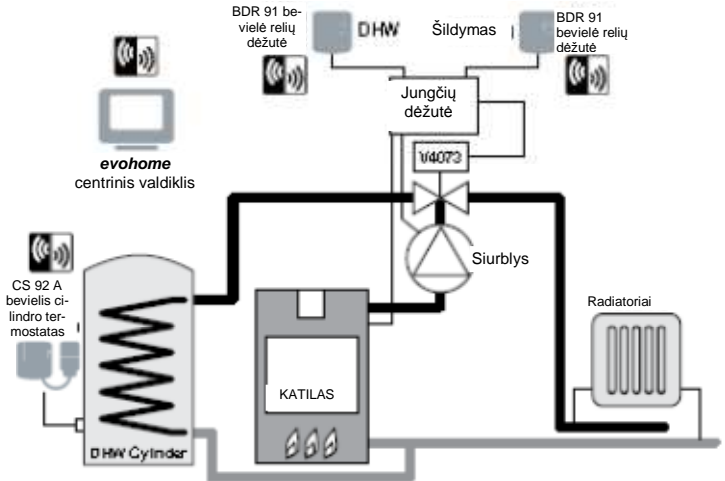 BDR 91 be-
vielė relių
dėžutė
DHW
Šildymas
BDR 91
bevielė relių
dėžutė
Jungčių
dėžutė
V4073
evohome
centrinis valdiklis
Siurblys
CS 92 A
bevielis ci-
lindro ter-
mostatas
Radiatoriai
KATILAS
DHW Cylinder